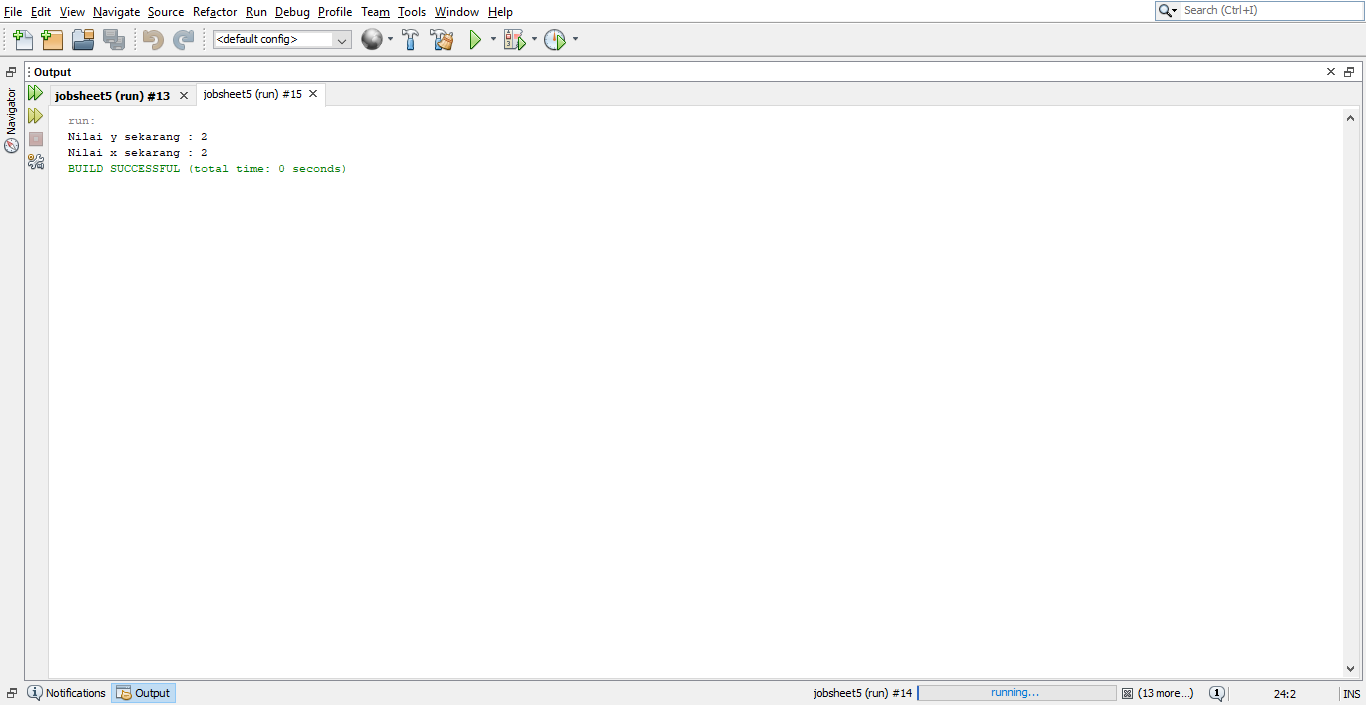 File Edit View Navigate Source Refactor Run Debug Profile Team Tools Window Help
Search (Ctrl+I)
<default config>
Output
Navigator
jobsheet5 (run) #13
jobsheet5 (run) #15
run:
Nilai y sekarang : 2
Nilai x sekarang : 2
BUILD SUCCESSFUL (total time: 0 seconds)
Notifications
Output
jobsheet5 (run) #14
running...
(13 more...)
1
24:2
INS